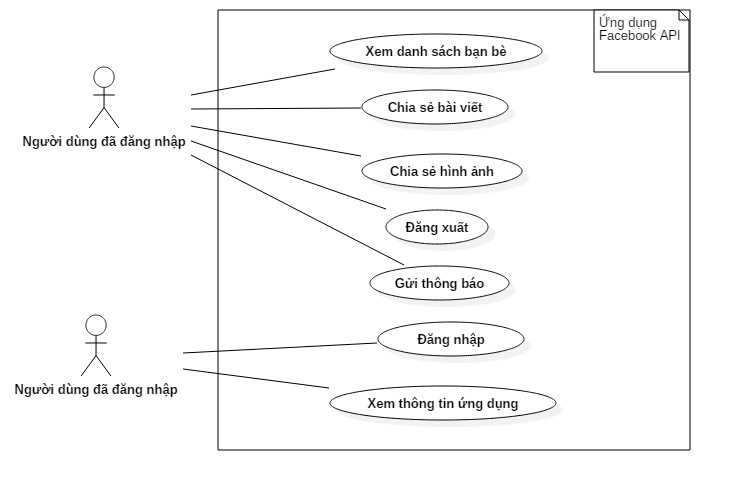 Ứng dụng
Facebook API
Xem danh sách bạn bè
Chia sẻ bài viết
Người dùng đã đăng nhập
Chia sẻ hình ảnh
Đăng xuất
Gửi thông báo
Đăng nhập
Người dùng đã đăng nhập
Xem thông tin ứng dụng